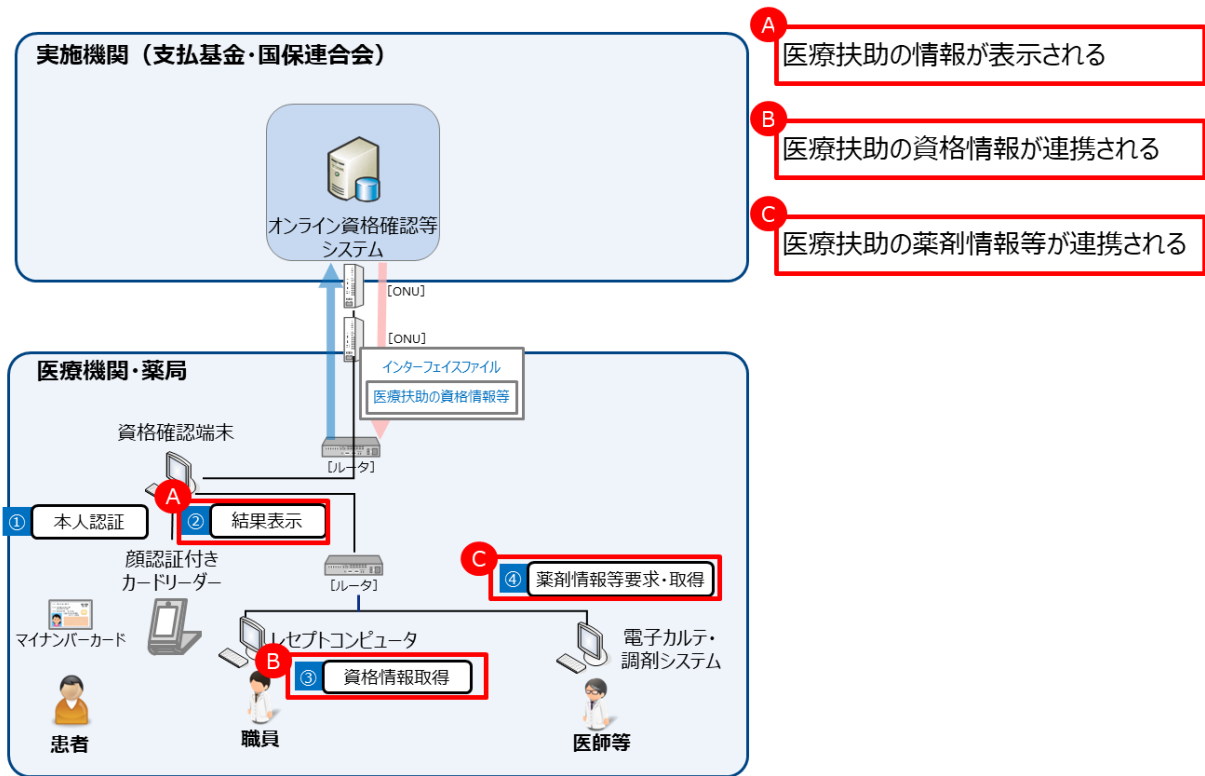 実施機関（支払基金・国保連合会）
オンライン資格確認等
システム
[ONU]
[ONU]
インターフェイスファイル
医療扶助の資格情報等
医療機関・薬局
資格確認端末
[ルータ]
A
① 本人認証
② 結果表示
顔認証付き
カードリーダー
[ルータ]
C
④ 薬剤情報等要求・取得
マイナンバーカード
レセプトコンピュータ
電子カルテ・
調剤システム
B
③ 資格情報取得
患者
職員
医師等
A
医療扶助の情報が表示される
B
医療扶助の資格情報が連携される
C
医療扶助の薬剤情報等が連携される